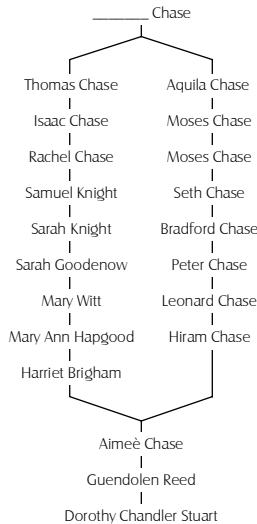 _______ Chase
Thomas Chase Aquila Chase
Isaac Chase Moses Chase
Rachel Chase Moses Chase
Samuel Knight Seth Chase
Sarah Knight Bradford Chase
Sarah Goodenow Peter Chase
Mary Witt Leonard Chase
Mary Ann Hapgood Hiram Chase
Harriet Brigham
Aimeè Chase
Guendolen Reed
Dorothy Chandler Stuart